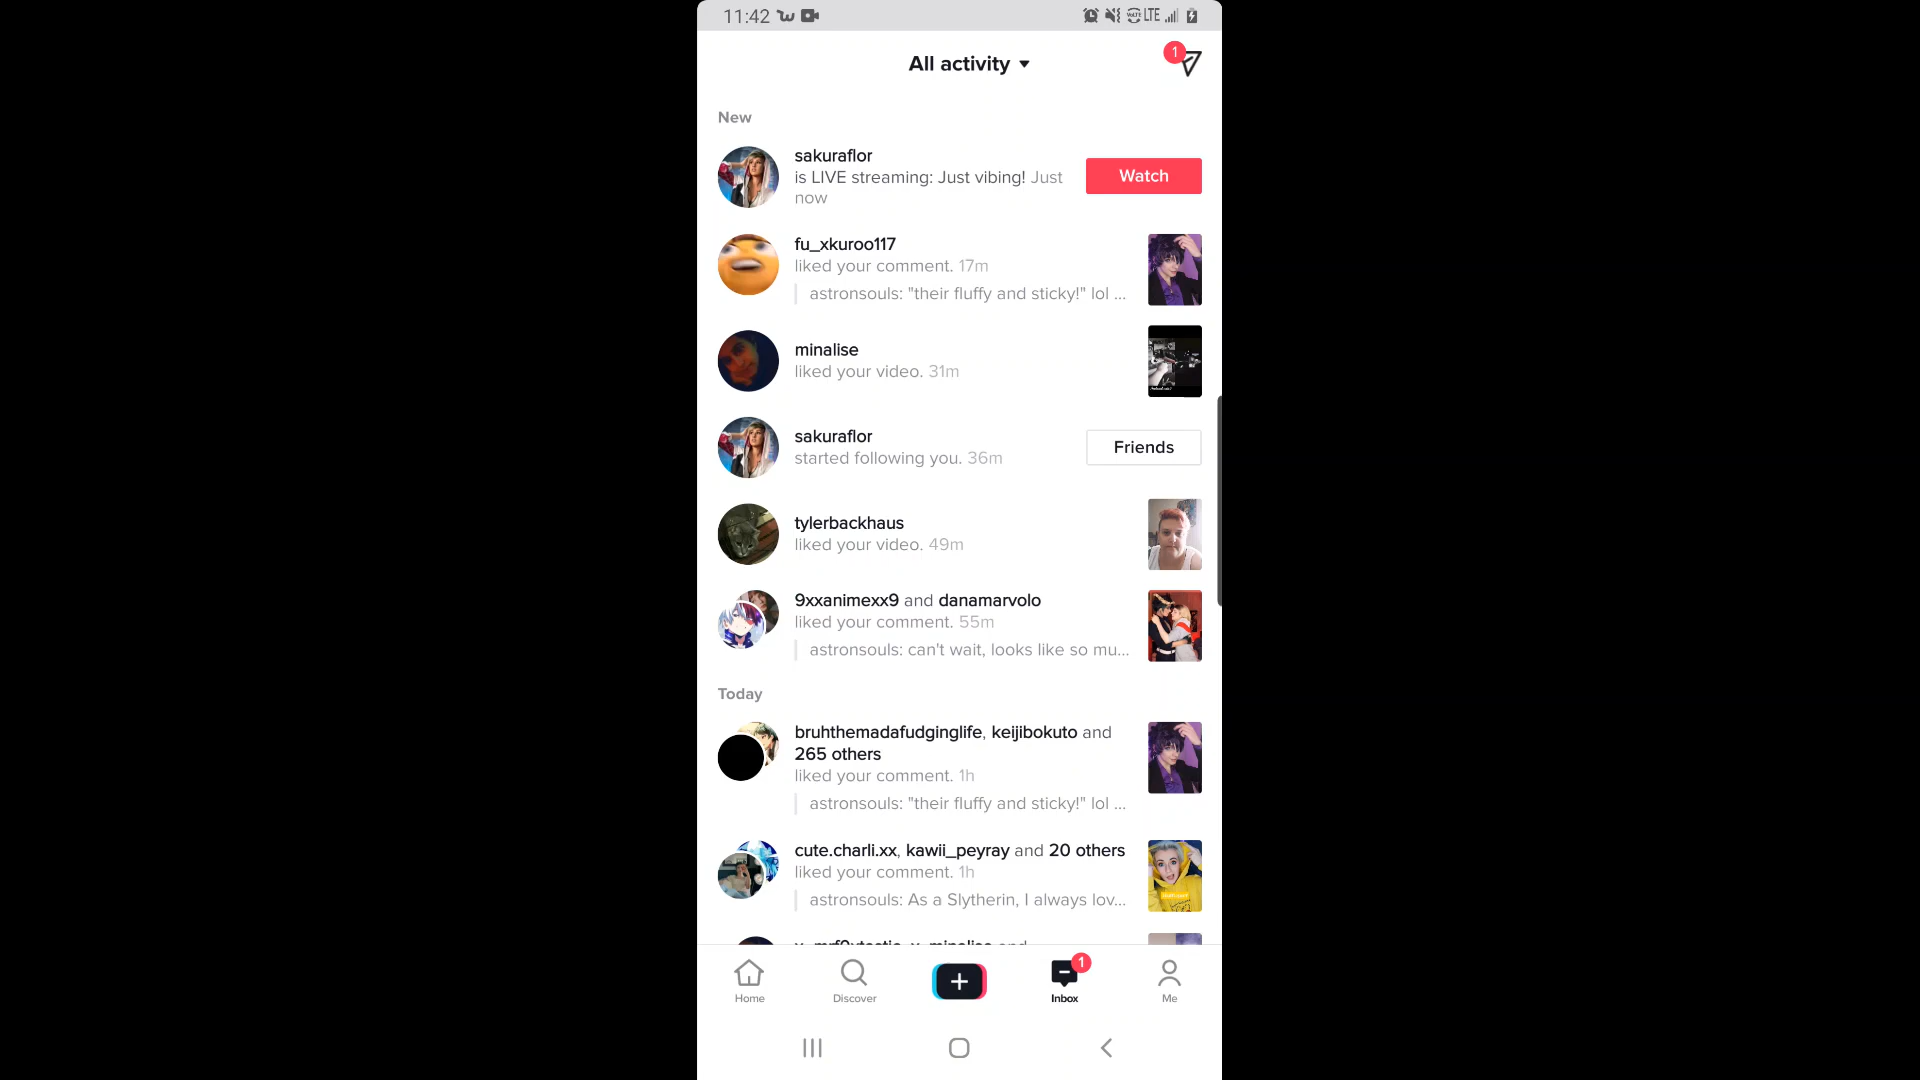 11:42
VoLTE LTE
All activity
1
New
sakuraflor
is LIVE streaming: Just vibing! Just
now
Watch
fu_xkuroo117
liked your comment. 17m
astronsouls: "their fluffy and sticky!" lol ...
minalise
liked your video. 31m
sakuraflor
started following you. 36m
Friends
tylerbackhaus
liked your video. 49m
9xxanimexx9 and danamarvolo
liked your comment. 55m
astronsouls: can't wait, looks like so mu...
Today
bruhthemadafudginglife, keijibokuto and
265 others
liked your comment. 1h
astronsouls: "their fluffy and sticky!" lol ...
cute.charli.xx, kawii_peyray and 20 others
liked your comment. 1h
astronsouls: As a Slytherin, I always lov...
and
1
Home
Discover
Inbox
Me